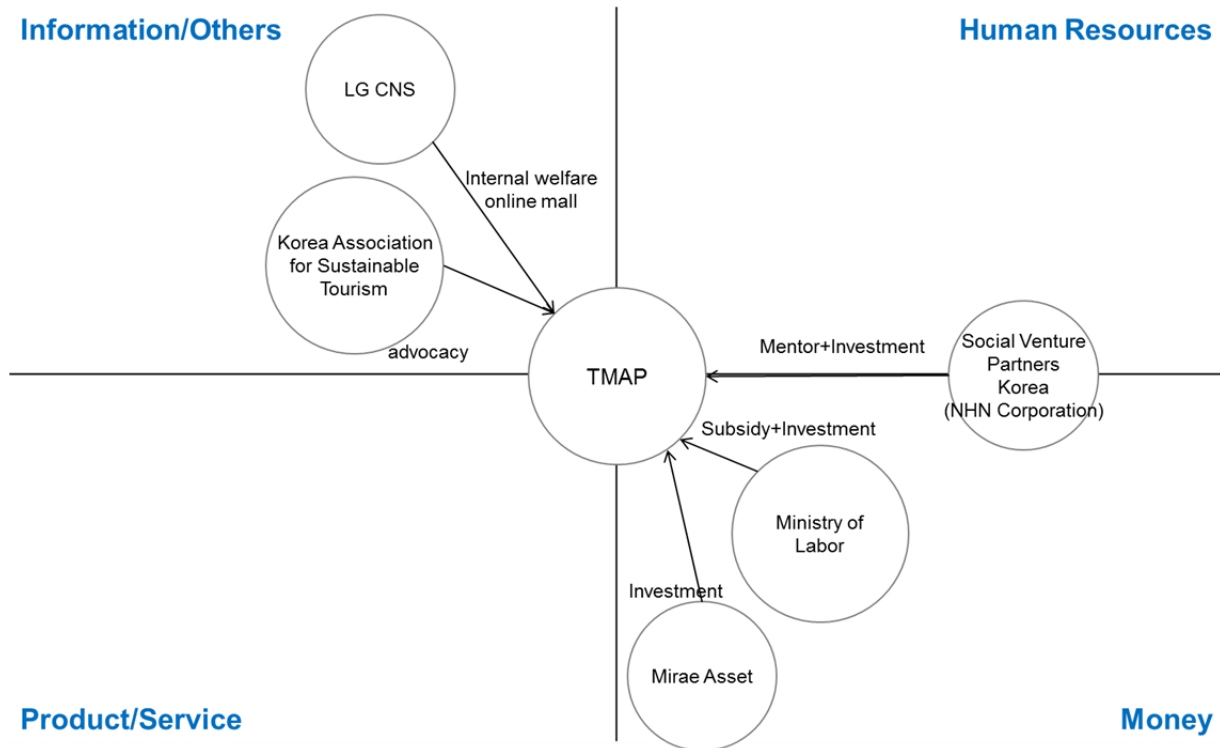 Information/Others
Human Resources
LG CNS
Internal welfare
online mall
Korea Association
for Sustainable
Tourism
advocacy
TMAP
Mentor+Investment
Social Venture
Partners
Korea
(NHN Corporation)
Subsidy+Investment
Ministry of
Labor
Investment
Mirae Asset
Product/Service
Money